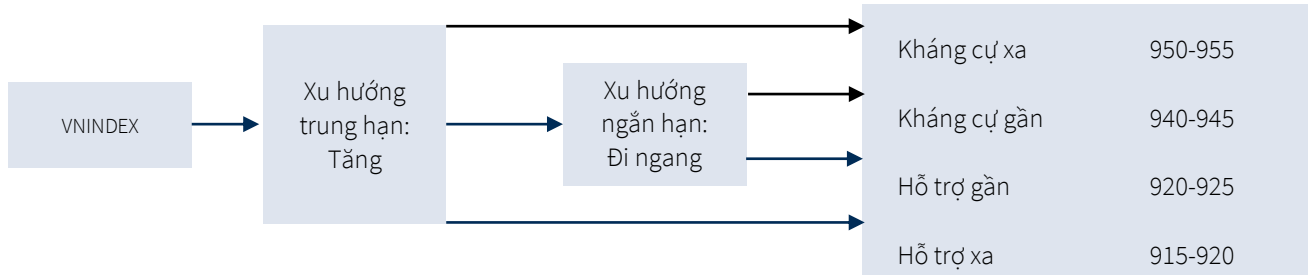 VNINDEX
Xu hướng
trung hạn:
Tăng
Xu hướng
ngắn hạn:
Đi ngang
Kháng cự xa 950-955
Kháng cự gần 940-945
Hỗ trợ gần 920-925
Hỗ trợ xa 915-920